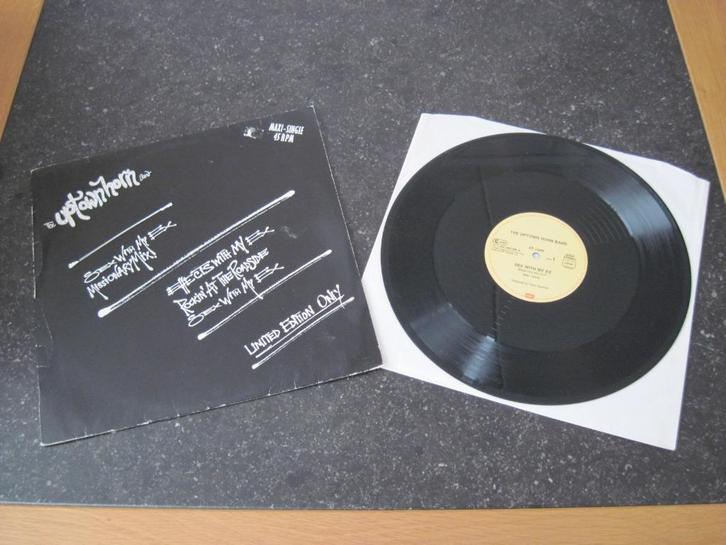 MAXI-SINGLE
45 RPM
The uptown horn band
SEX WITH MY EX
MISSIONARY MIX
EFFECTS WITH MY EX
ROCKIN' AT THE ROADSIDE
SEX WITH MY EX
LIMITED EDITION ONLY
THE UPTOWN HORN BAND
SEX WITH MY EX
EMI